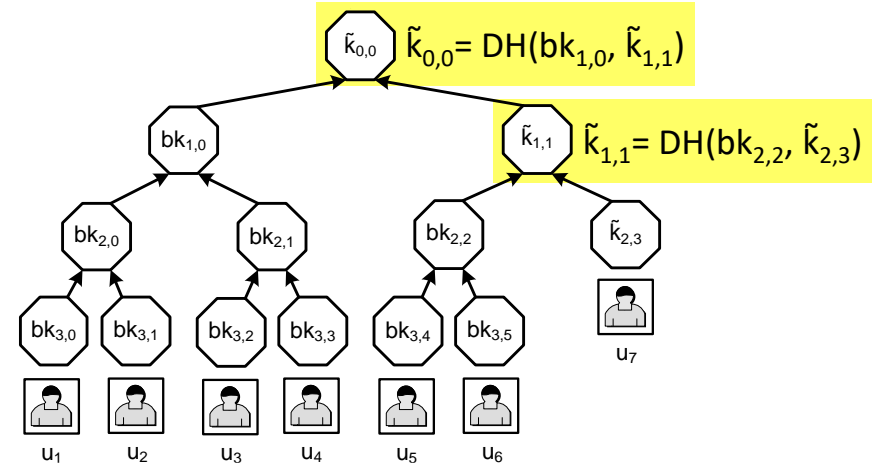 k̃0,0 k̃0,0= DH(bk1,0, k̃1,1)
bk1,0 k̃1,1 k̃1,1= DH(bk2,2, k̃2,3)
bk2,0 bk2,1 bk2,2 k̃2,3
bk3,0 bk3,1 bk3,2 bk3,3 bk3,4 bk3,5
u7
u1 u2 u3 u4 u5 u6